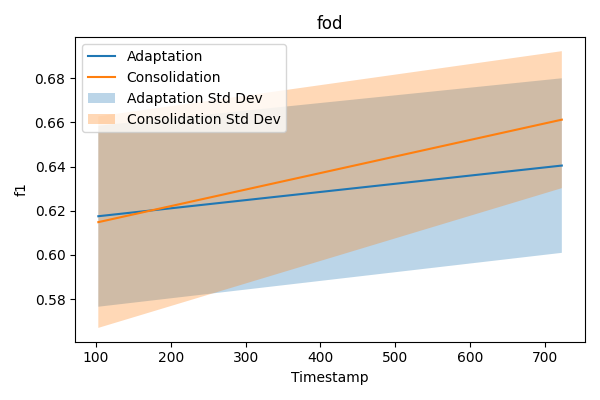 fod
Adaptation
Consolidation
Adaptation Std Dev
Consolidation Std Dev
f1
0.68
0.66
0.64
0.62
0.60
0.58
100 200 300 400 500 600 700
Timestamp